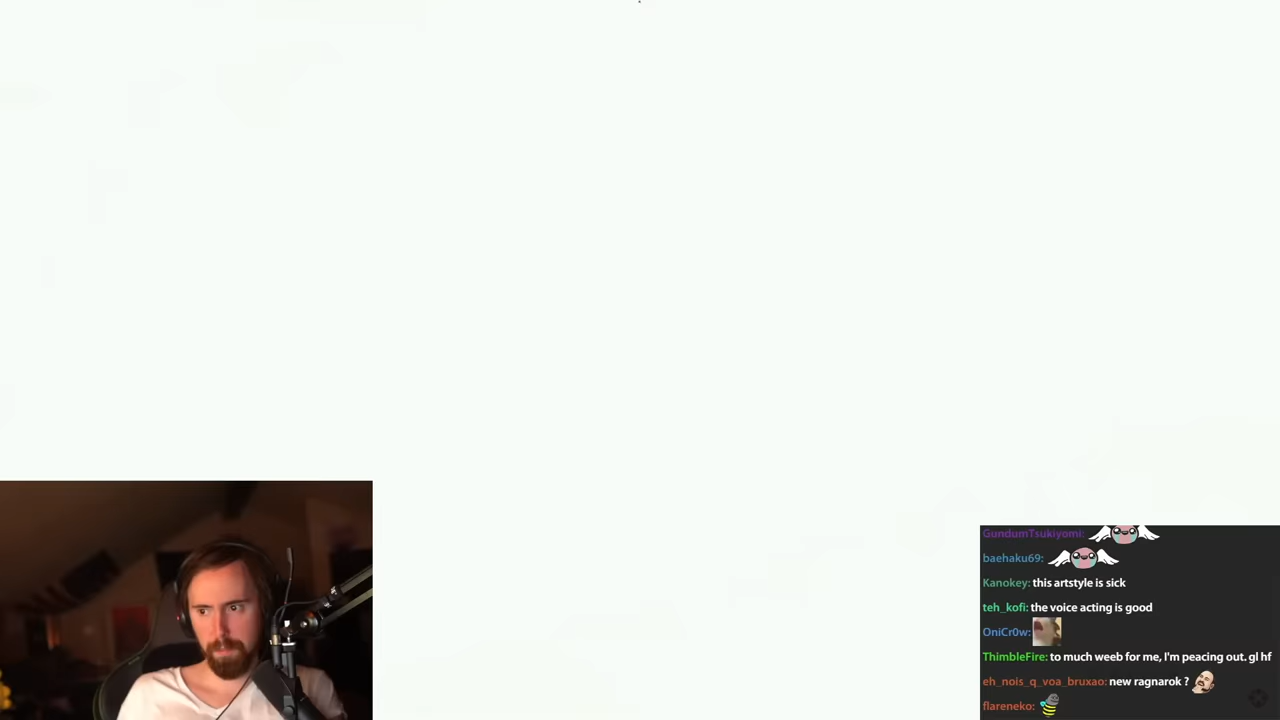 GundumTsukiyomi:
baehaku69:
Kanokey: this artstyle is sick
teh_kofi: the voice acting is good
OniCr0w:
ThimbleFire: to much weeb for me, I'm peacing out. gl hf
eh_nois_q_voa_bruxao: new ragnarok ?
flareneko: